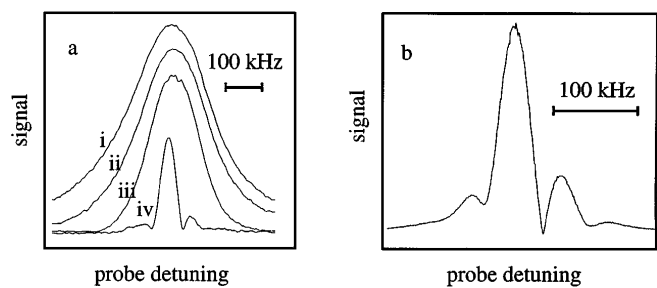 a
100 kHz
signal
i
ii
iii
iv
probe detuning
b
100 kHz
signal
probe detuning